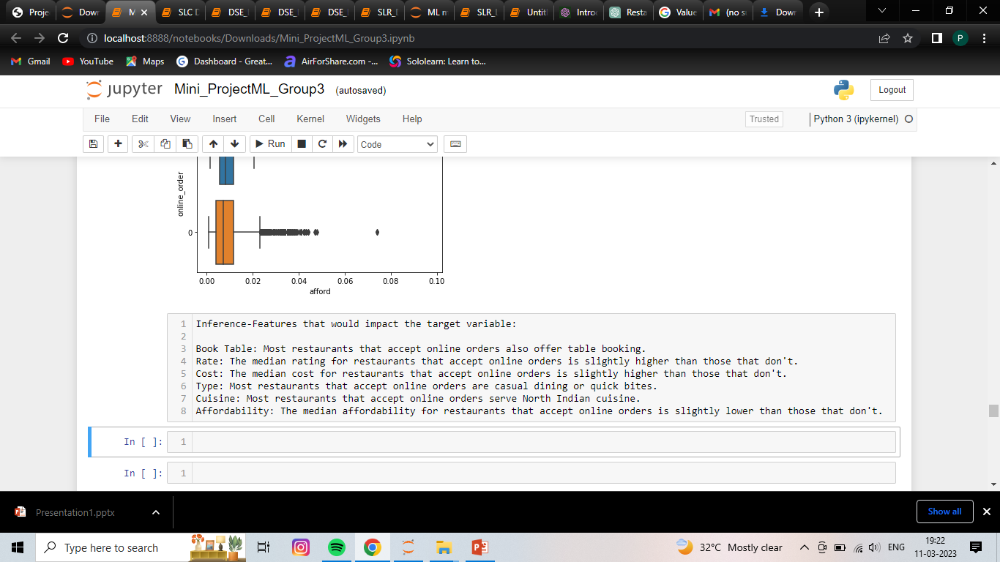 Proje
Down
M
SLC D
DSE_
DSE_
DSE_
SLR_
ML m
SLR_
Untit
Intro
Resta
Value
(no s
Down
localhost:8888/notebooks/Downloads/Mini_ProjectML_Group3.ipynb
P
Gmail
YouTube
Maps
Dashboard - Great...
AirForShare.com -...
Sololearn: Learn to...
jupyter Mini_ProjectML_Group3 (autosaved)
Logout
File Edit View Insert Cell Kernel Widgets Help
Trusted
Python 3 (ipykernel)
Run
Code
online_order
0
0.00 0.02 0.04 0.06 0.08 0.10
afford
1 Inference-Features that would impact the target variable:
2
3 Book Table: Most restaurants that accept online orders also offer table booking.
4 Rate: The median rating for restaurants that accept online orders is slightly higher than those that don't.
5 Cost: The median cost for restaurants that accept online orders is slightly higher than those that don't.
6 Type: Most restaurants that accept online orders are casual dining or quick bites.
7 Cuisine: Most restaurants that accept online orders serve North Indian cuisine.
8 Affordability: The median affordability for restaurants that accept online orders is slightly lower than those that don't.
In [ ]: 1
In [ ]: 1
Presentation1.pptx
Show all
Type here to search
32°C Mostly clear
ENG
19:22
11-03-2023